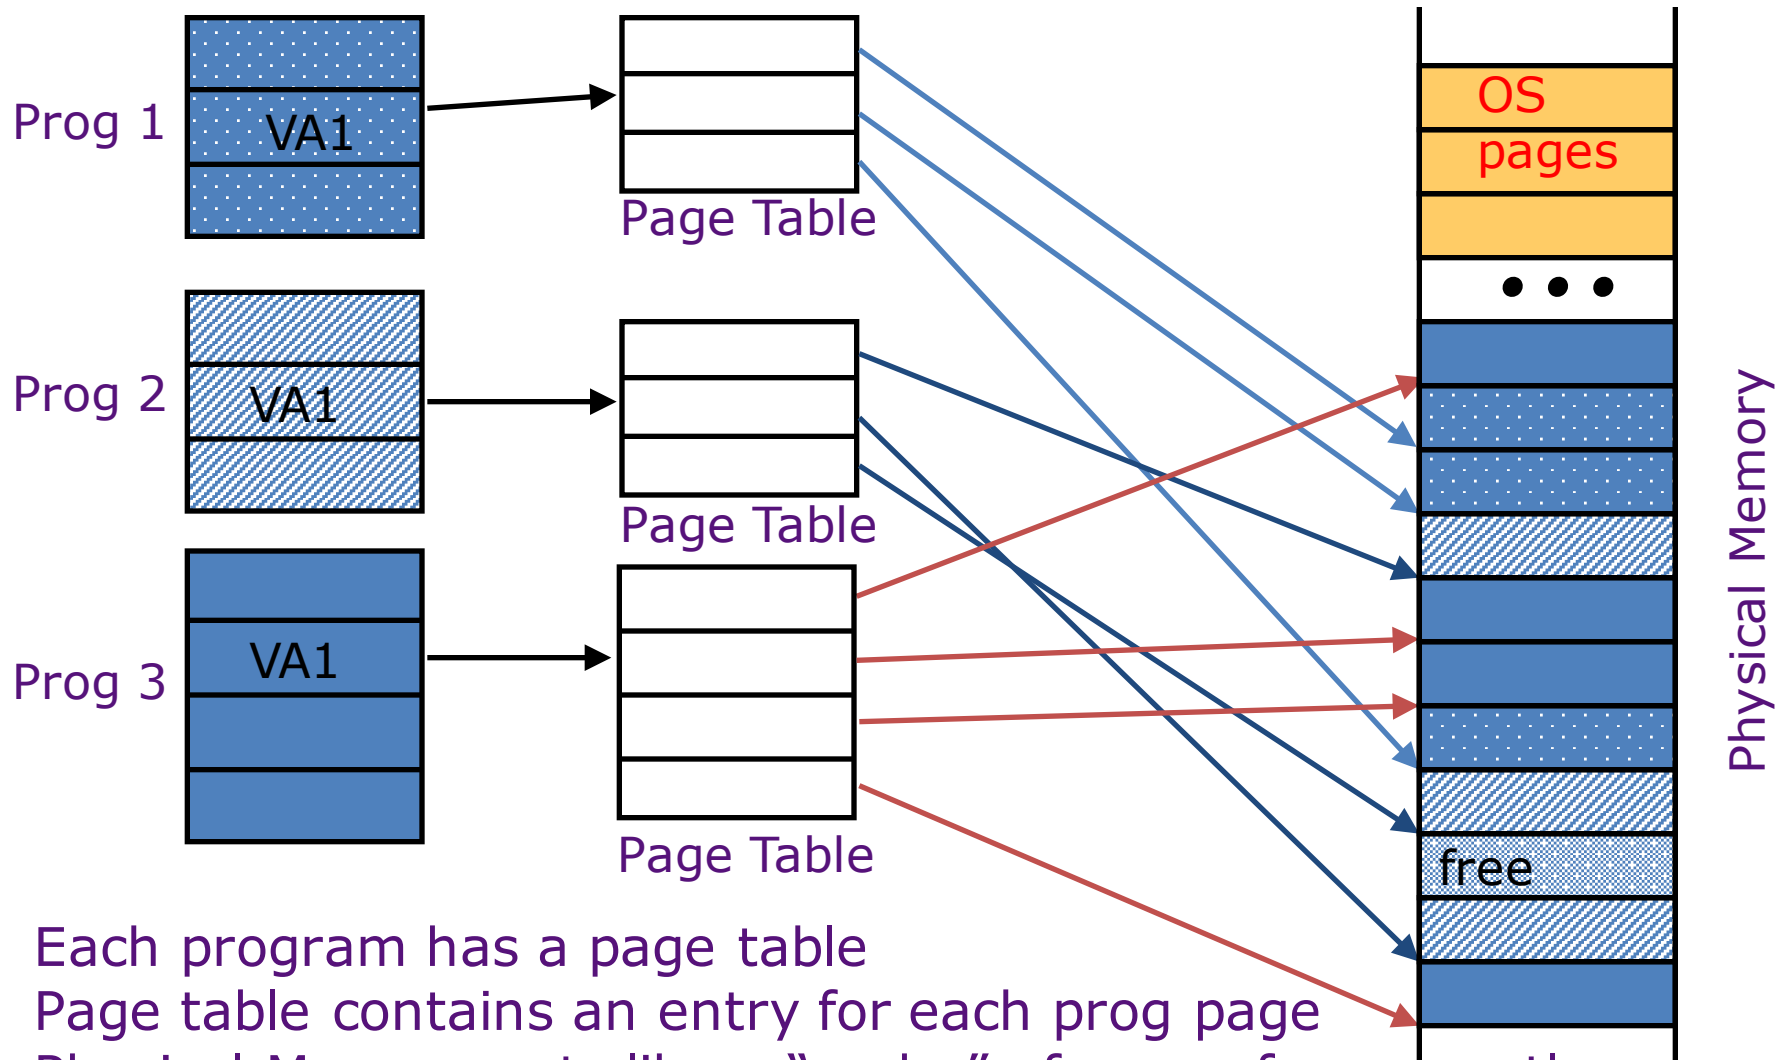 Prog 1
VA1
Page Table
OS
pages
Prog 2
VA1
Page Table
Prog 3
VA1
Page Table
free
Physical Memory
Each program has a page table
Page table contains an entry for each prog page